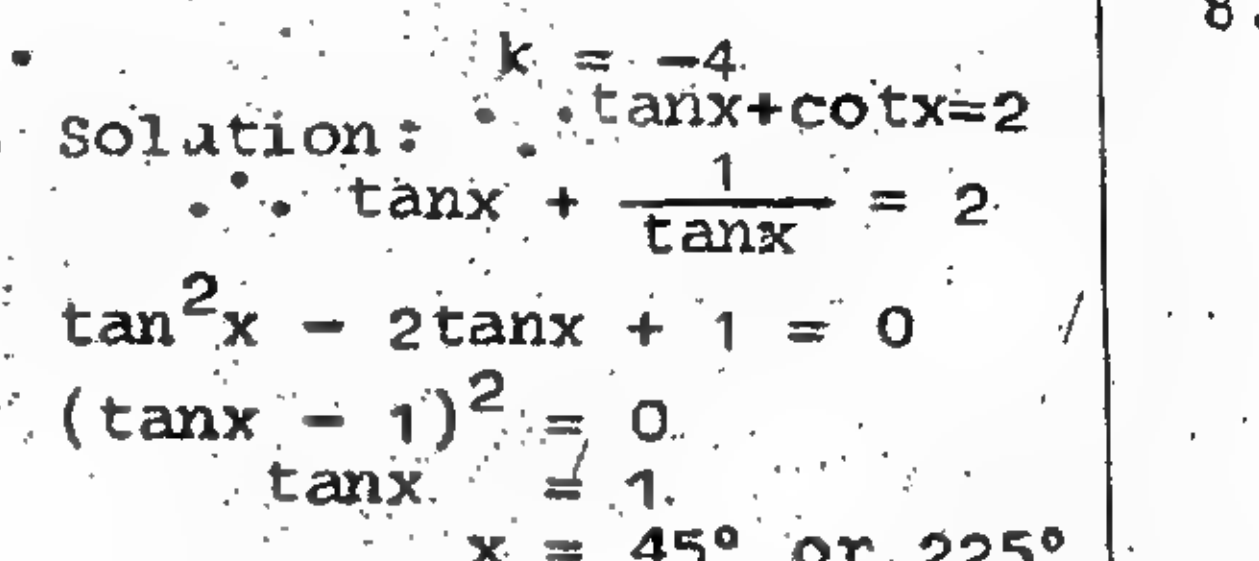 k = -4
Solution: tanx+cotx=2
∴ tanx + 1/tanx = 2
tan²x - 2tanx + 1 = 0
(tanx - 1)² = 0
tanx = 1
x = 45° or 225°
8